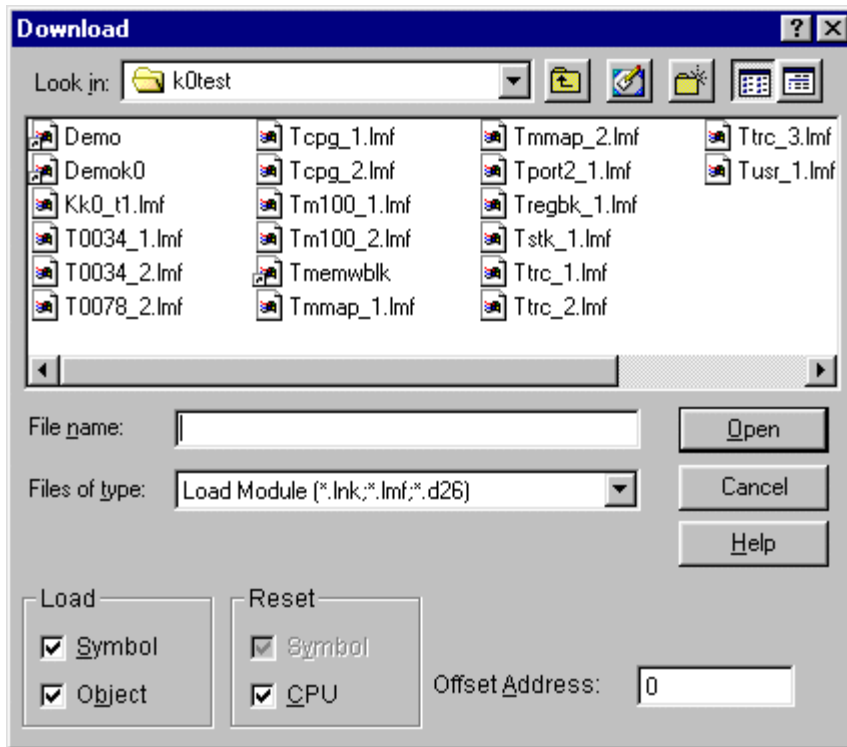 Download
Look in: k0test
Demo Tcpg_1.lmf Tmmap_2.lmf Ttrc_3.lmf
Demok0 Tcpg_2.lmf Tport2_1.lmf Tusr_1.lmf
Kk0_t1.lmf Tm100_1.lmf Tregbk_1.lmf
T0034_1.lmf Tm100_2.lmf Tstk_1.lmf
T0034_2.lmf Tmemwblk Ttrc_1.lmf
T0078_2.lmf Tmmap_1.lmf Ttrc_2.lmf
File name: Open
Files of type: Load Module (*.lnk;*.lmf;*.d26) Cancel
Help
Load Reset
Symbol Symbol
Object CPU Offset Address: 0